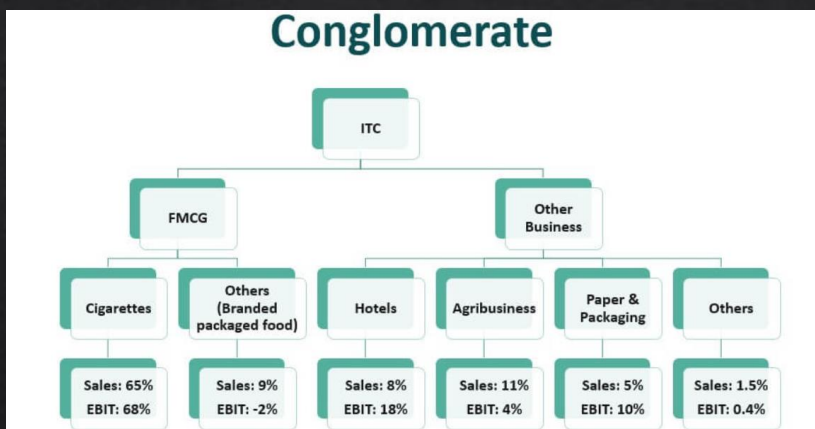 Conglomerate
ITC
FMCG
Other
Business
Cigarettes
Others
(Branded
packaged food)
Hotels
Agribusiness
Paper &
Packaging
Others
Sales: 65%
EBIT: 68%
Sales: 9%
EBIT: -2%
Sales: 8%
EBIT: 18%
Sales: 11%
EBIT: 4%
Sales: 5%
EBIT: 10%
Sales: 1.5%
EBIT: 0.4%